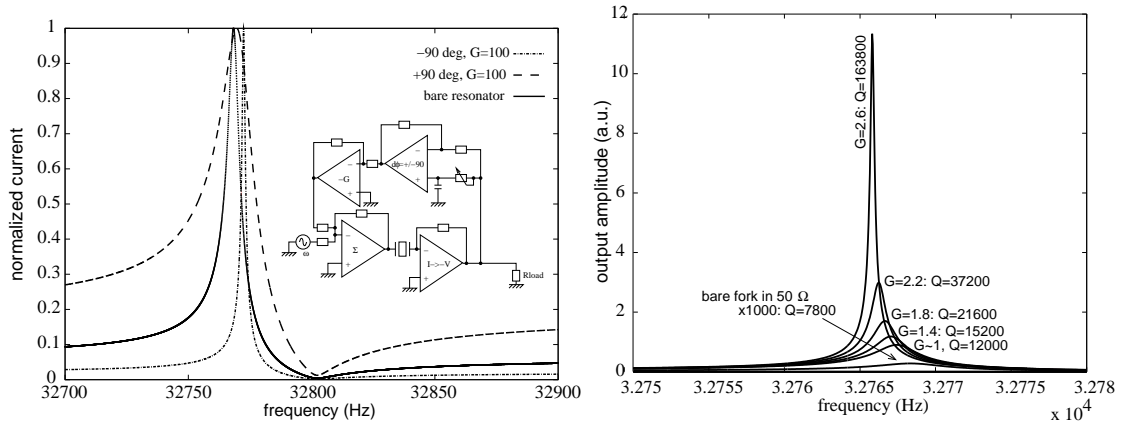 1
0.9
0.8
0.7
0.6
0.5
0.4
0.3
0.2
0.1
0
normalized current
−90 deg, G=100
+90 deg, G=100
bare resonator
−
+
−G
−
+
dϕ=+/−90
−
+
Σ
ω
−
+
I−>−V
Rload
32700
32750
32800
32850
32900
frequency (Hz)
12
10
8
6
4
2
0
output amplitude (a.u.)
G=2.6: Q=163800
G=2.2: Q=37200
bare fork in 50 Ω
x1000: Q=7800
G=1.8: Q=21600
G=1.4: Q=15200
G~1, Q=12000
3.275
3.2755
3.276
3.2765
3.277
3.2775
3.278
frequency (Hz)
x 10⁴